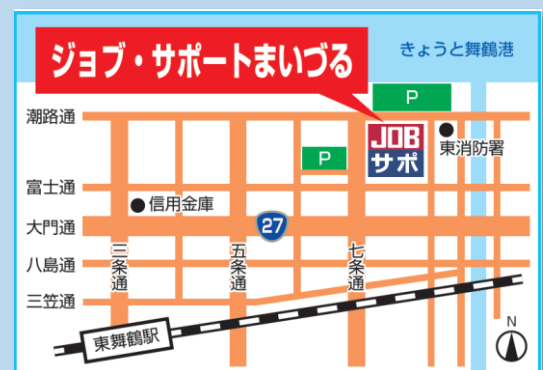 ジョブ・サポートまいづる
きょうと舞鶴港
P
潮路通
JOB
サポ
東消防署
P
富士通
信用金庫
大門通
27
八島通
三条通
五条通
七条通
三笠通
東舞鶴駅
N